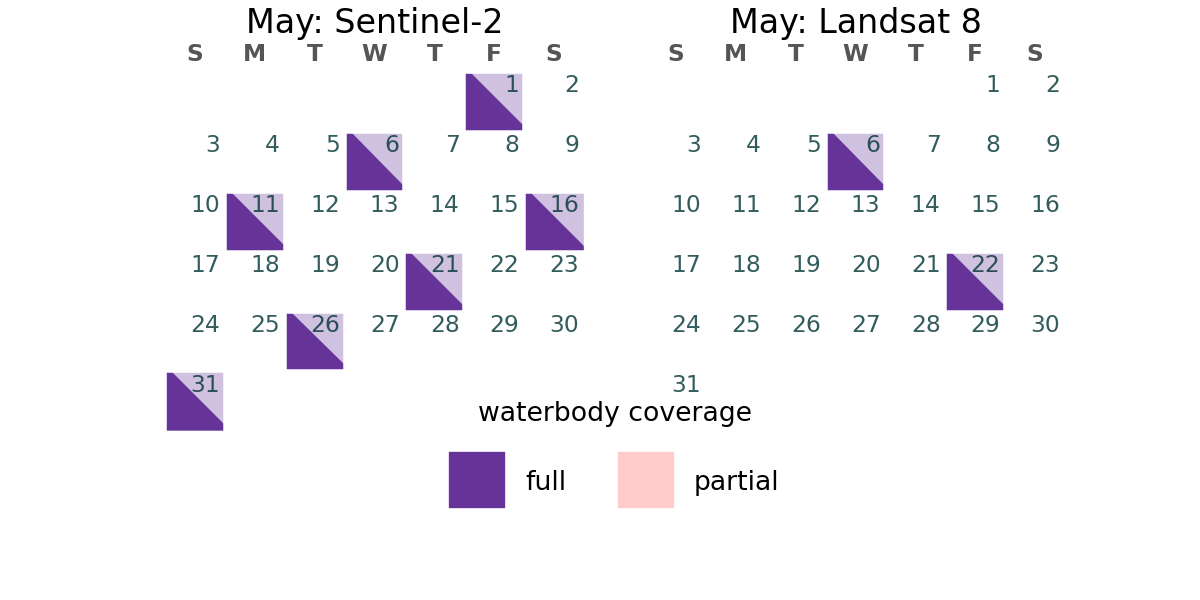 May: Sentinel-2
S M T W T F S
1 2
3 4 5 6 7 8 9
10 11 12 13 14 15 16
17 18 19 20 21 22 23
24 25 26 27 28 29 30
31
May: Landsat 8
S M T W T F S
1 2
3 4 5 6 7 8 9
10 11 12 13 14 15 16
17 18 19 20 21 22 23
24 25 26 27 28 29 30
31
waterbody coverage
full
partial